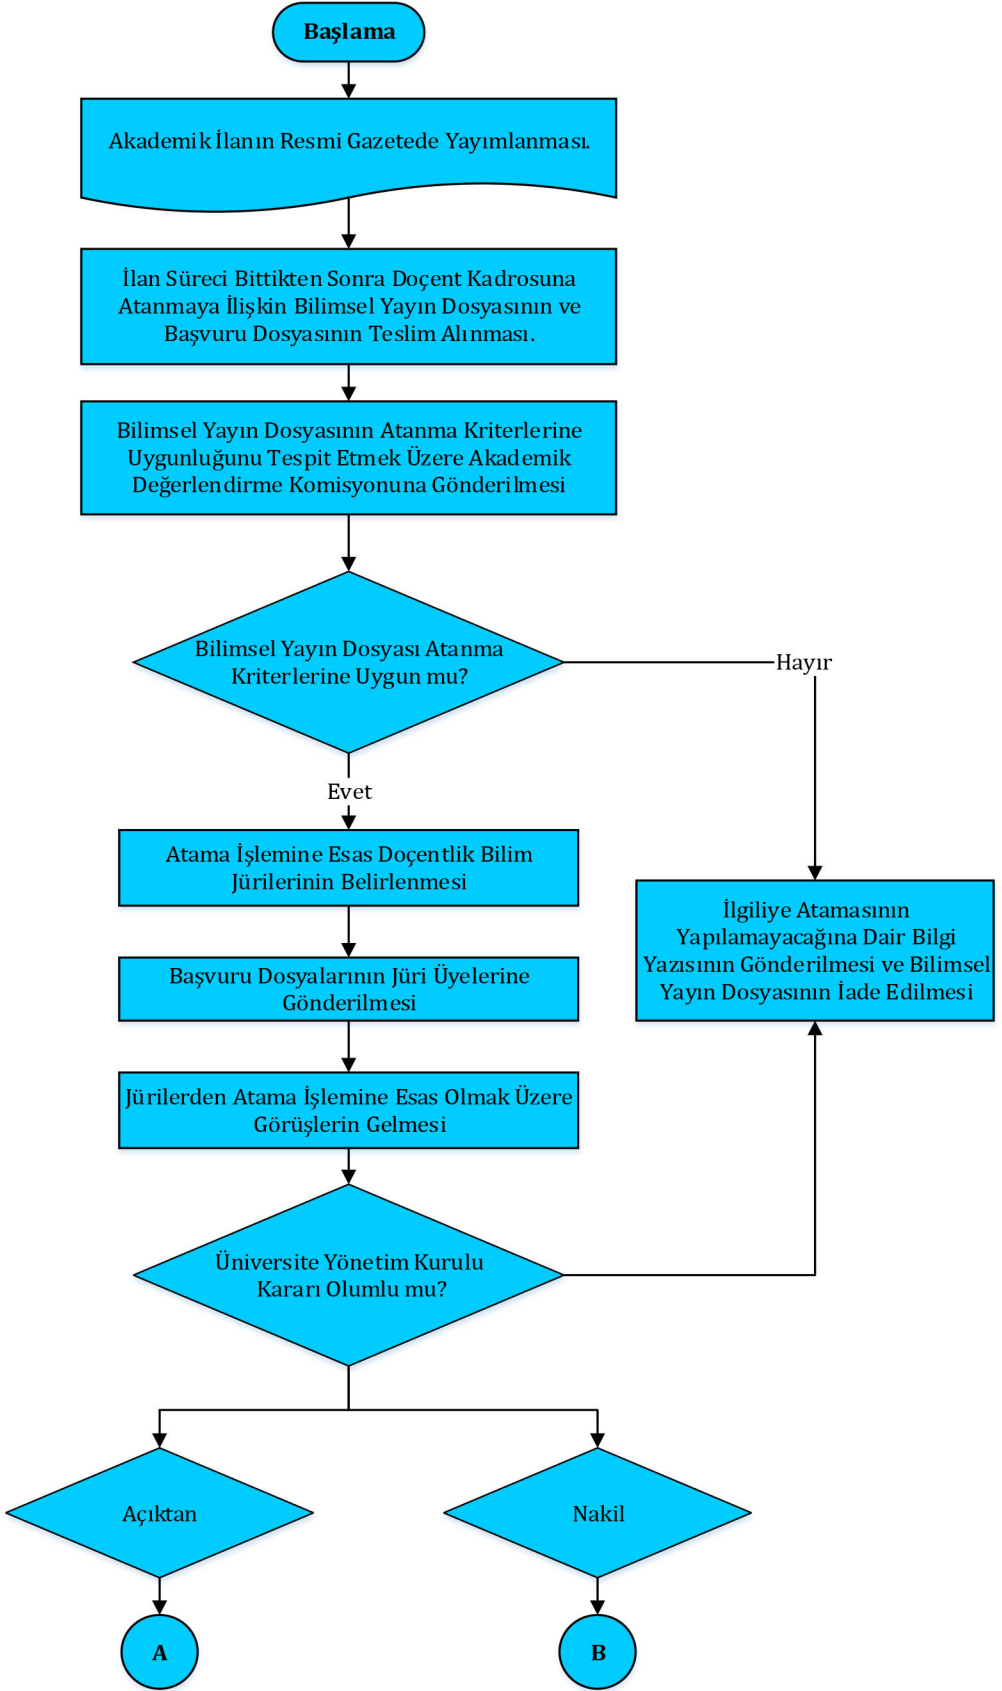 Başlama
Akademik İlanın Resmi Gazetede Yayımlanması.
İlan Süreci Bittikten Sonra Doçent Kadrosuna
Atanmaya İlişkin Bilimsel Yayın Dosyasının ve
Başvuru Dosyasının Teslim Alınması.
Bilimsel Yayın Dosyasının Atanma Kriterlerine
Uygunluğunu Tespit Etmek Üzere Akademik
Değerlendirme Komisyonuna Gönderilmesi
Bilimsel Yayın Dosyası Atanma
Kriterlerine Uygun mu?
Hayır
Evet
Atama İşlemine Esas Doçentlik Bilim
Jürilerinin Belirlenmesi
İlgiliye Atamasının
Yapılamayacağına Dair Bilgi
Yazısının Gönderilmesi ve Bilimsel
Yayın Dosyasının İade Edilmesi
Başvuru Dosyalarının Jüri Üyelerine
Gönderilmesi
Jürilerden Atama İşlemine Esas Olmak Üzere
Görüşlerin Gelmesi
Üniversite Yönetim Kurulu
Kararı Olumlu mu?
Açıktan
Nakil
A
B